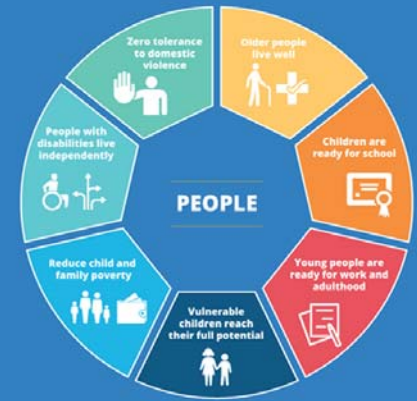 Zero tolerance
to domestic
violence
Older people
live well
Children are
ready for school
Young people are
ready for work and
adulthood
Vulnerable
children reach
their full potential
Reduce child and
family poverty
People with
disabilities live
independently
PEOPLE